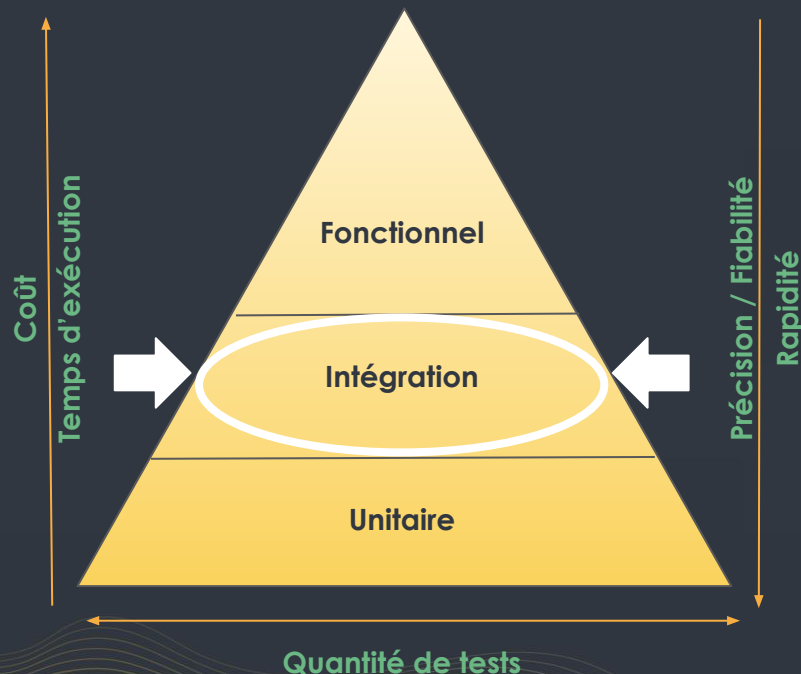 Fonctionnel
Intégration
Unitaire
Coût
Temps d'exécution
Précision / Fiabilité
Rapidité
Quantité de tests